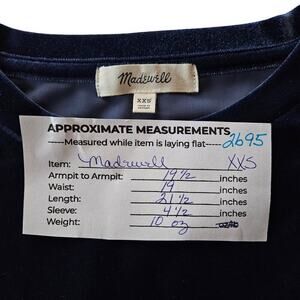 Madewell
XXS
APPROXIMATE MEASUREMENTS
-----Measured while item is laying flat-----
2695
Item: Madewell XXS
Armpit to Armpit: 19 1/2 inches
Waist: 19 inches
Length: 21 1/2 inches
Sleeve: 4 1/2 inches
Weight: 10 oz